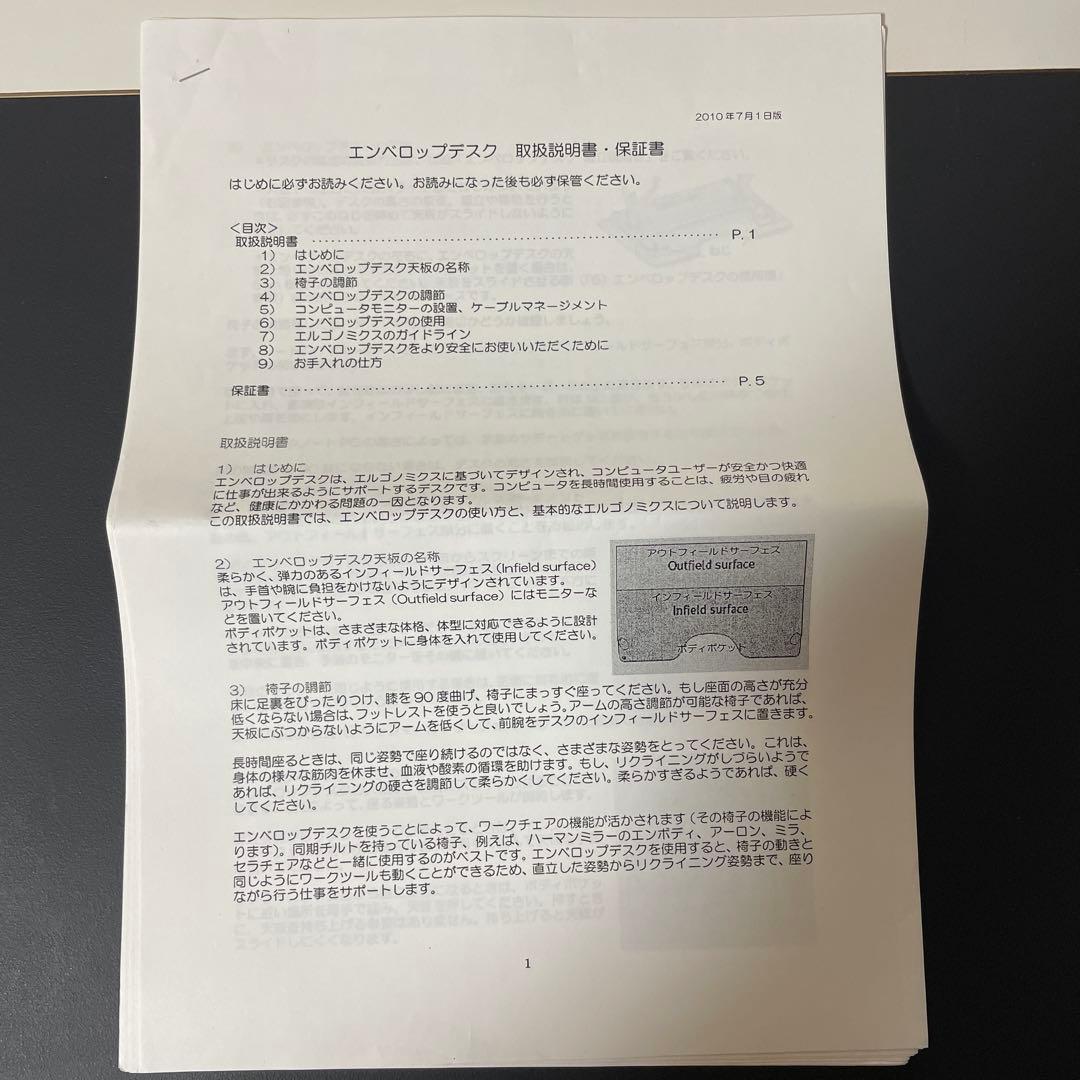 2010年7月1日版
エンベロップデスク 取扱説明書・保証書
はじめに必ずお読みください。お読みになった後も必ず保管ください。
＜目次＞
取扱説明書 ………………………………………………………… P. 1
1） はじめに
2） エンベロップデスク天板の名称
3） 椅子の調節
4） エンベロップデスクの調節
5） コンピュータモニターの設置、ケーブルマネージメント
6） エンベロップデスクの使用
7） エルゴノミクスのガイドライン
8） エンベロップデスクをより安全にお使いいただくために
9） お手入れの仕方
保証書 ………………………………………………………… P. 5
取扱説明書
1） はじめに
エンベロップデスクは、エルゴノミクスに基づいてデザインされ、コンピュータユーザーが安全かつ快適
に仕事が出来るようにサポートするデスクです。コンピュータを長時間使用することは、疲労や目の疲れ
など、健康にかかわる問題の一因となります。
この取扱説明書では、エンベロップデスクの使い方と、基本的なエルゴノミクスについて説明します。
2） エンベロップデスク天板の名称
柔らかく、弾力のあるインフィールドサーフェス（Infield surface）
は、手首や腕に負担をかけないようにデザインされています。
アウトフィールドサーフェス（Outfield surface）にはモニターな
どを置いてください。
ボディポケットは、さまざまな体格、体型に対応できるように設計
されています。ボディポケットに身体を入れて使用してください。
アウトフィールドサーフェス
Outfield surface
インフィールドサーフェス
Infield surface
ボディポケット
3） 椅子の調節
床に足裏をぴったりつけ、膝を90度曲げ、椅子にまっすぐ座ってください。もし座面の高さが充分
低くならない場合は、フットレストを使うと良いでしょう。アームの高さ調節が可能な椅子であれば、
天板にぶつからないようにアームを低くして、前腕をデスクのインフィールドサーフェスに置きます。
長時間座るときは、同じ姿勢で座り続けるのではなく、さまざまな姿勢をとってください。これは、
身体の様々な筋肉を休ませ、血液や酸素の循環を助けます。もし、リクライニングがしづらいようで
あれば、リクライニングの硬さを調節して柔らかくしてください。柔らかすぎるようであれば、硬く
してください。
エンベロップデスクを使うことによって、ワークチェアの機能が活かされます（その椅子の機能によ
ります）。同期チルトを持っている椅子、例えば、ハーマンミラーのエンボディ、アーロン、ミラ、
セラチェアなどと一緒に使用するのがベストです。エンベロップデスクを使用すると、椅子の動きと
同じようにワークツールも動くことができるため、直立した姿勢からリクライニング姿勢まで、座り
ながら行う仕事をサポートします。
1